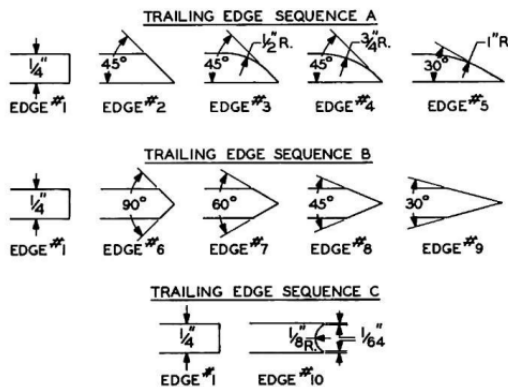 TRAILING EDGE SEQUENCE A
1/4" 45° 45° 1/2" R. 45° 3/4" R. 30° 1" R.
EDGE #1 EDGE #2 EDGE #3 EDGE #4 EDGE #5
TRAILING EDGE SEQUENCE B
1/4" 90° 60° 45° 30°
EDGE #1 EDGE #6 EDGE #7 EDGE #8 EDGE #9
TRAILING EDGE SEQUENCE C
1/4" 1/8" R. 1/64"
EDGE #1 EDGE #10